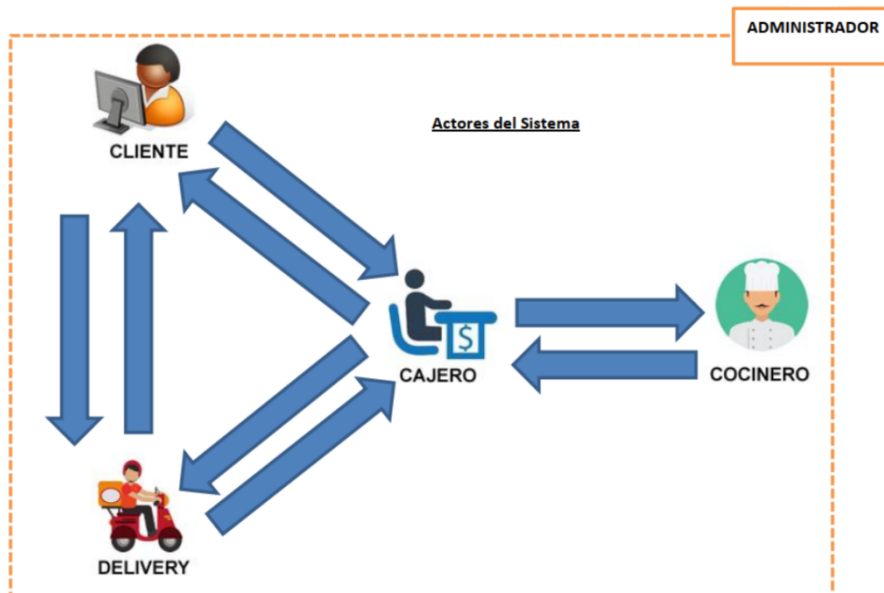 ADMINISTRADOR
Actores del Sistema
CLIENTE
$
CAJERO
COCINERO
DELIVERY